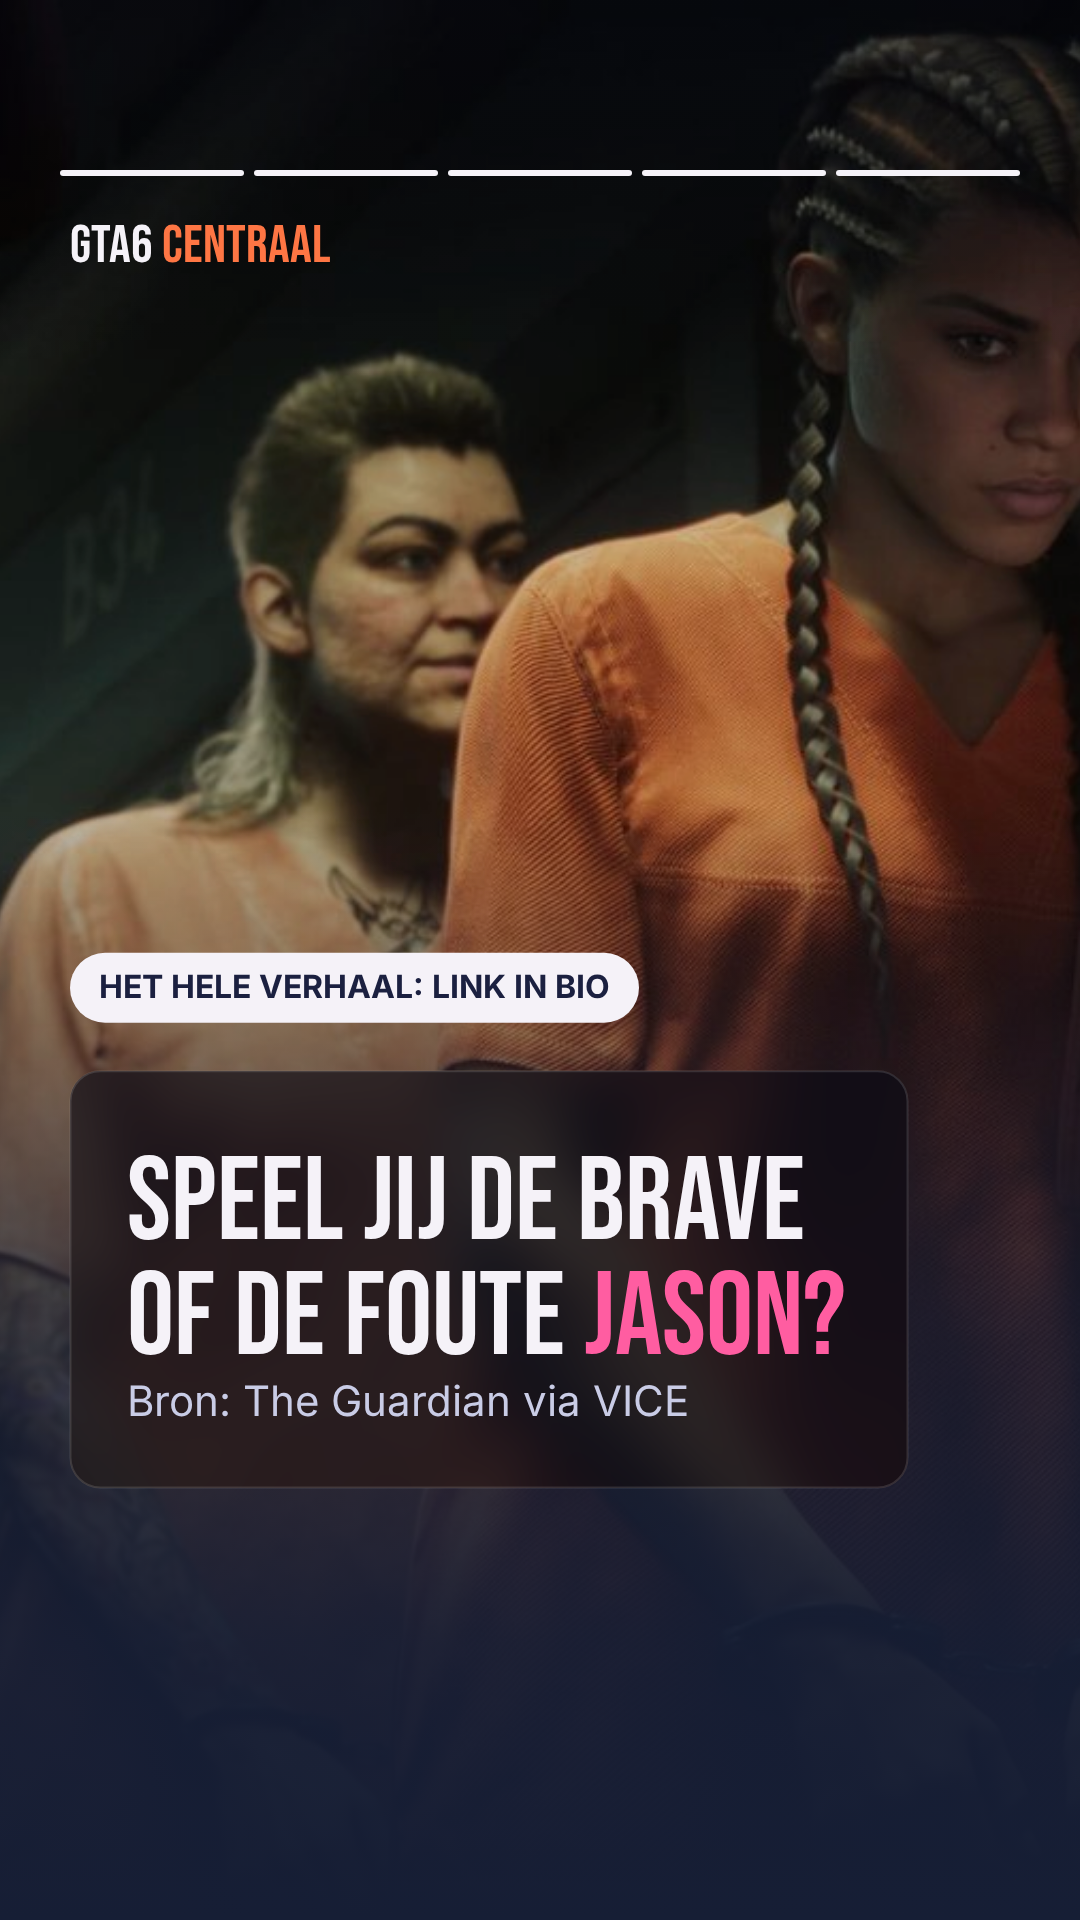 GTA6 CENTRAAL
B34
HET HELE VERHAAL: LINK IN BIO
SPEEL JIJ DE BRAVE
OF DE FOUTE JASON?
Bron: The Guardian via VICE